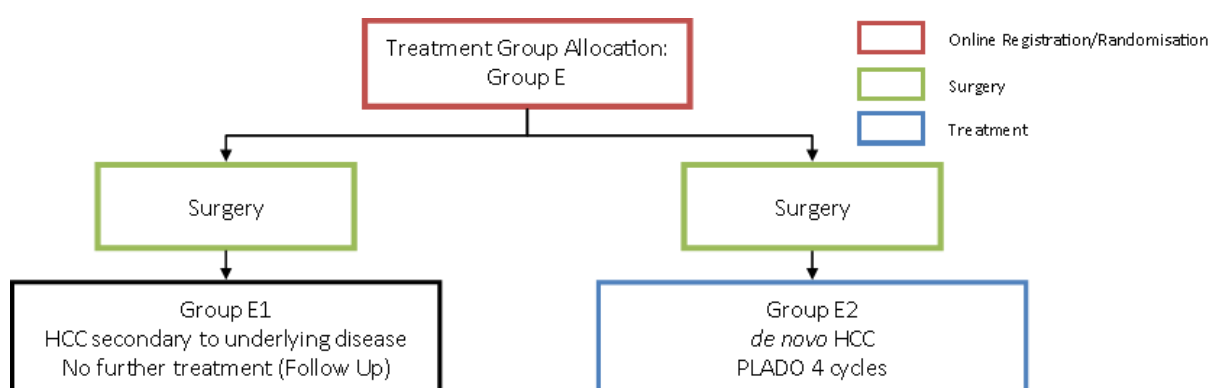 Treatment Group Allocation:
Group E
Online Registration/Randomisation
Surgery
Treatment
Surgery
Surgery
Group E1
HCC secondary to underlying disease
No further treatment (Follow Up)
Group E2
de novo HCC
PLADO 4 cycles